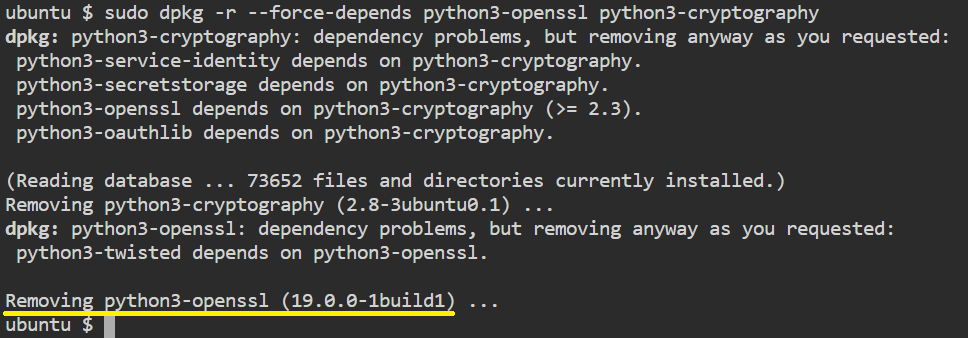 ubuntu $ sudo dpkg -r --force-depends python3-openssl python3-cryptography
dpkg: python3-cryptography: dependency problems, but removing anyway as you requested:
 python3-service-identity depends on python3-cryptography.
 python3-secretstorage depends on python3-cryptography.
 python3-openssl depends on python3-cryptography (>= 2.3).
 python3-oauthlib depends on python3-cryptography.

(Reading database ... 73652 files and directories currently installed.)
Removing python3-cryptography (2.8-3ubuntu0.1) ...
dpkg: python3-openssl: dependency problems, but removing anyway as you requested:
 python3-twisted depends on python3-openssl.

Removing python3-openssl (19.0.0-1build1) ...
ubuntu $